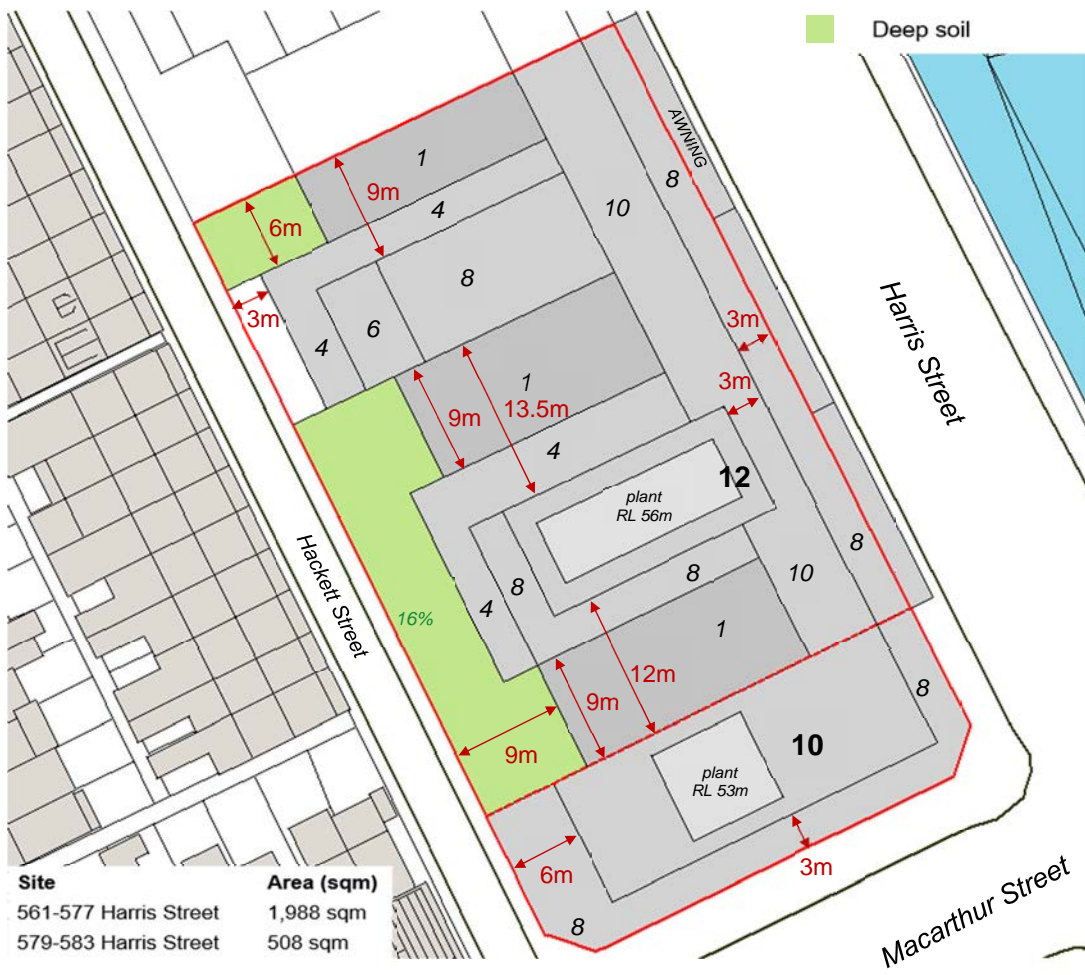 Deep soil
1
AWNING
9m
8
4
6m
10
8
Harris Street
3m
6
4
3m
1
9m
13.5m
3m
4
12
plant
RL 56m
Hackett Street
8
8
8
4
10
16%
1
12m
9m
8
9m
10
plant
RL 53m
6m
3m
8
Macarthur Street
Site Area (sqm)
561-577 Harris Street 1,988 sqm
579-583 Harris Street 508 sqm